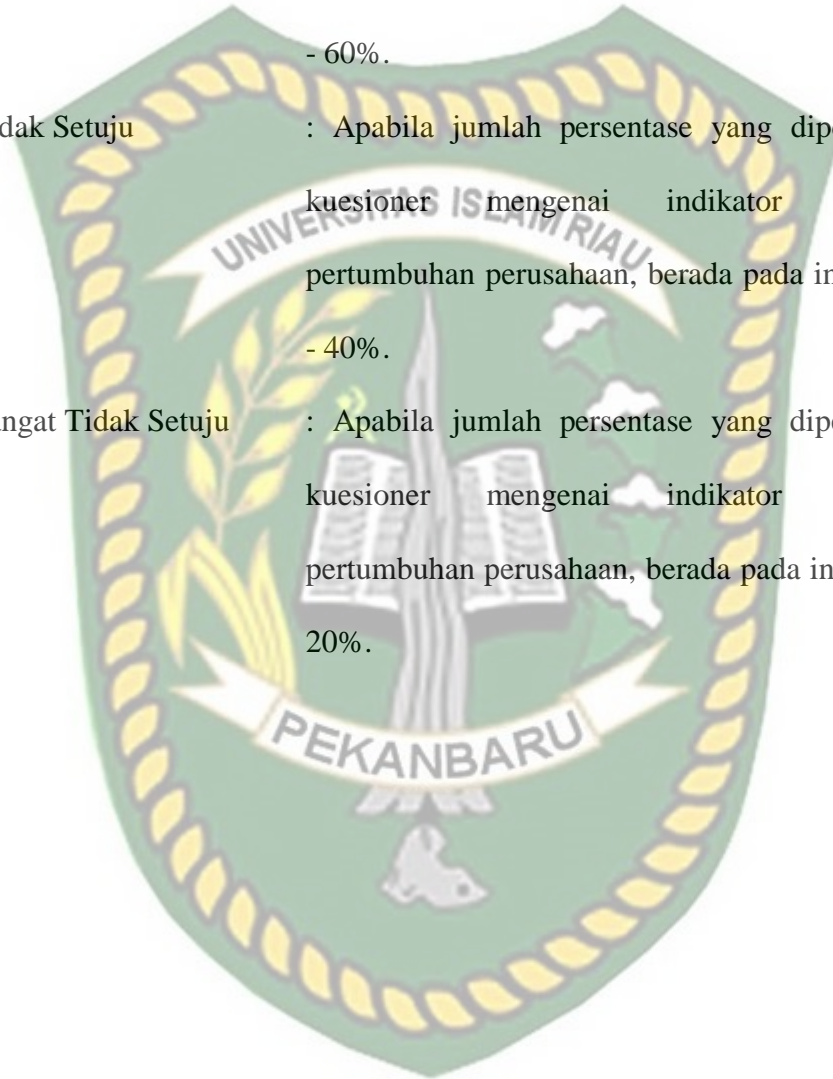 - 60%.
dak Setuju : Apabila jumlah persentase yang dip
kuesioner mengenai indikator
pertumbuhan perusahaan, berada pada in
- 40%.
ngat Tidak Setuju : Apabila jumlah persentase yang dip
kuesioner mengenai indikator
pertumbuhan perusahaan, berada pada in
20%.
UNIVERSITAS ISLAM RIAU
PEKANBARU